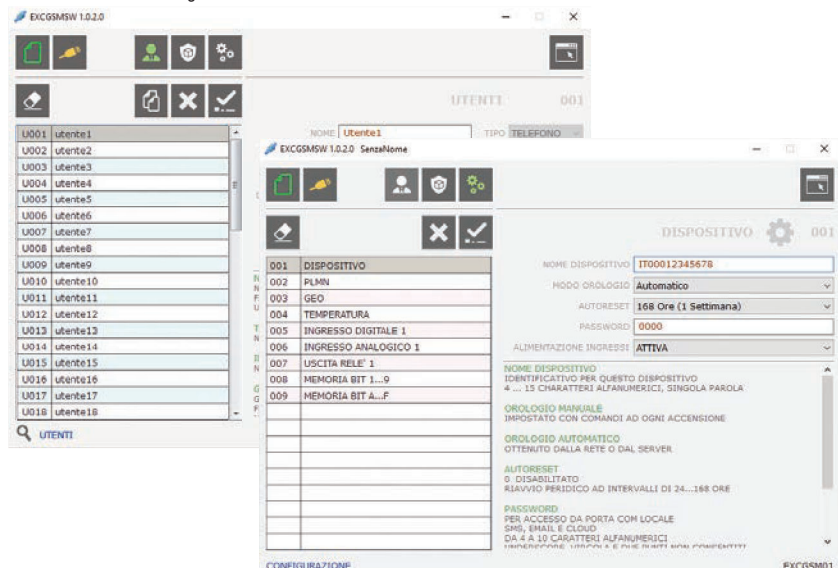 EXCGSMSW 1.0.2.0
UTENTI 001
NOME Utente1 TIPO TELEFONO
U001 utente1
U002 utente2
U003 utente3
U004 utente4
U005 utente5
U006 utente6
U007 utente7
U008 utente8
U009 utente9
U010 utente10
U011 utente11
U012 utente12
U013 utente13
U014 utente14
U015 utente15
U016 utente16
U017 utente17
U018 utente18
UTENTI
EXCGSMSW 1.0.2.0 SenzaNome
DISPOSITIVO 001
001 DISPOSITIVO
002 PLMN
003 GEO
004 TEMPERATURA
005 INGRESSO DIGITALE 1
006 INGRESSO ANALOGICO 1
007 USCITA RELE' 1
008 MEMORIA BIT 1...9
009 MEMORIA BIT A...F
NOME DISPOSITIVO IT00012345678
MODO OROLOGIO Automatico
AUTORESET 168 Ore (1 Settimana)
PASSWORD 0000
ALIMENTAZIONE INGRESSI ATTIVA
NOME DISPOSITIVO
IDENTIFICATIVO PER QUESTO DISPOSITIVO
4 ... 15 CHARATTERI ALFANUMERICI, SINGOLA PAROLA
OROLOGIO MANUALE
IMPOSTATO CON COMANDI AD OGNI ACCENSIONE
OROLOGIO AUTOMATICO
OTTENUTO DALLA RETE O DAL SERVER
AUTORESET
0 DISABILITATO
RIAVVIO PERIDICO AD INTERVALLI DI 24...168 ORE
PASSWORD
PER ACCESSO DA PORTA COM LOCALE
SMS, EMAIL E CLOUD
DA 4 A 10 CARATTERI ALFANUMERICI
UNDERSCORE, VIRGOLA E DUE PUNTI NON CONSENTITI
CONFIGURAZIONE
EXCGSM01